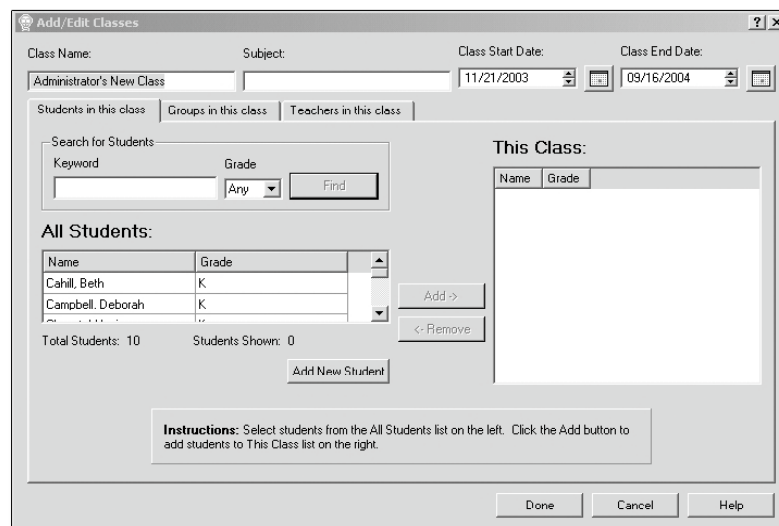 Add/Edit Classes
Class Name: Subject: Class Start Date: Class End Date:
Administrator's New Class 11/21/2003 09/16/2004
Students in this class Groups in this class Teachers in this class
Search for Students
Keyword Grade
Any Find
This Class:
Name Grade
All Students:
Name Grade
Cahill, Beth K
Campbell, Deborah K
Add ->
<- Remove
Total Students: 10 Students Shown: 0
Add New Student
Instructions: Select students from the All Students list on the left. Click the Add button to
add students to This Class list on the right.
Done Cancel Help